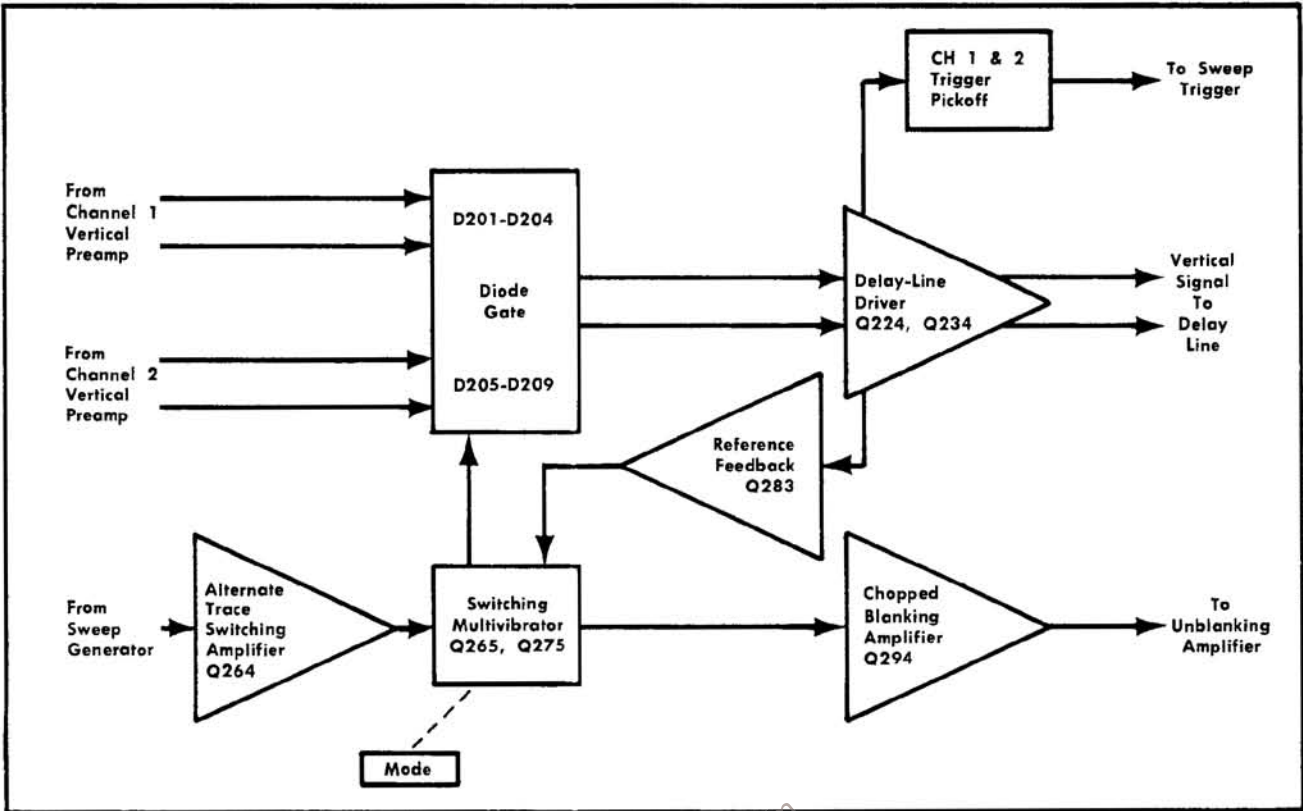 CH 1 & 2
Trigger
Pickoff
To Sweep
Trigger
From
Channel 1
Vertical
Preamp
D201-D204
Diode
Gate
D205-D209
From
Channel 2
Vertical
Preamp
Delay-Line
Driver
Q224, Q234
Vertical
Signal
To
Delay
Line
Reference
Feedback
Q283
From
Sweep
Generator
Alternate
Trace
Switching
Amplifier
Q264
Switching
Multivibrator
Q265, Q275
Chopped
Blanking
Amplifier
Q294
To
Unblanking
Amplifier
Mode